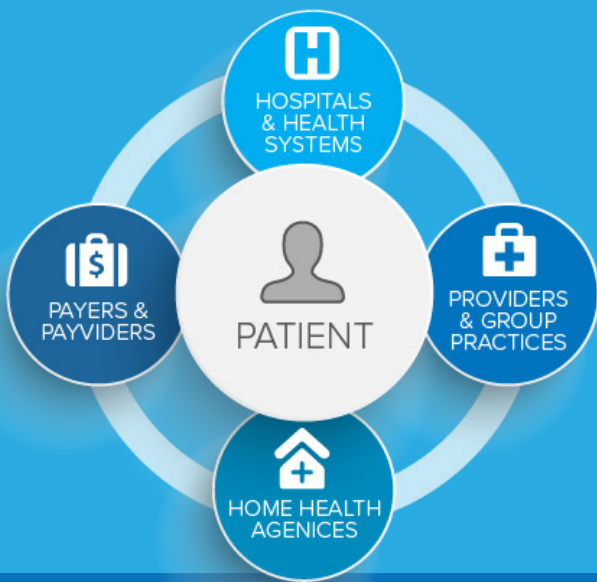 H
HOSPITALS
& HEALTH
SYSTEMS
$
PAYERS &
PAYVIDERS
PATIENT
PROVIDERS
& GROUP
PRACTICES
HOME HEALTH
AGENICES